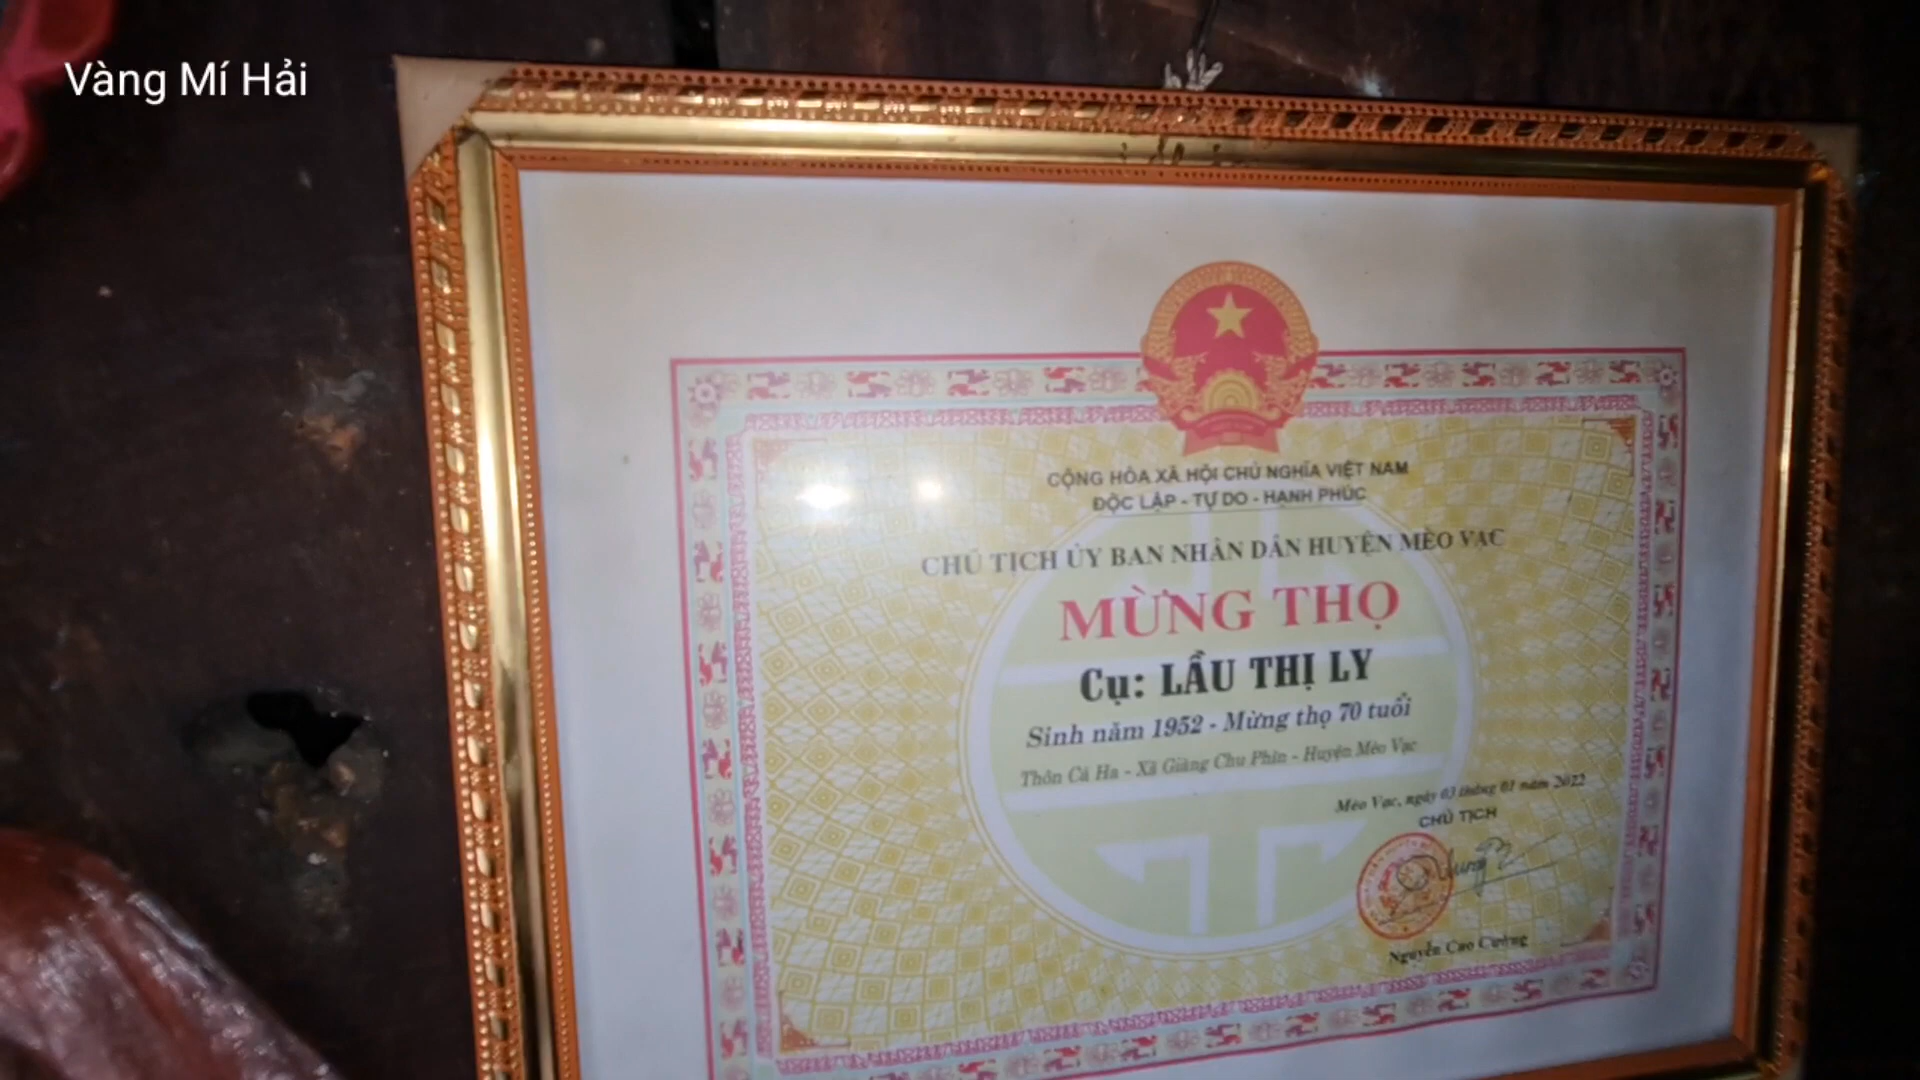 Vàng Mí Hải
CỘNG HÒA XÃ HỘI CHỦ NGHĨA VIỆT NAM
ĐỘC LẬP - TỰ DO - HẠNH PHÚC
CHỦ TỊCH ỦY BAN NHÂN DÂN HUYỆN MÈO VẠC
MỪNG THỌ
Cụ: LẦU THỊ LY
Sinh năm 1952 - Mừng thọ 70 tuổi
Thôn Cá Ha - Xã Giàng Chu Phìn - Huyện Mèo Vạc
Mèo Vạc, ngày 03 tháng 01 năm 2022
CHỦ TỊCH
Nguyễn Cao Cường